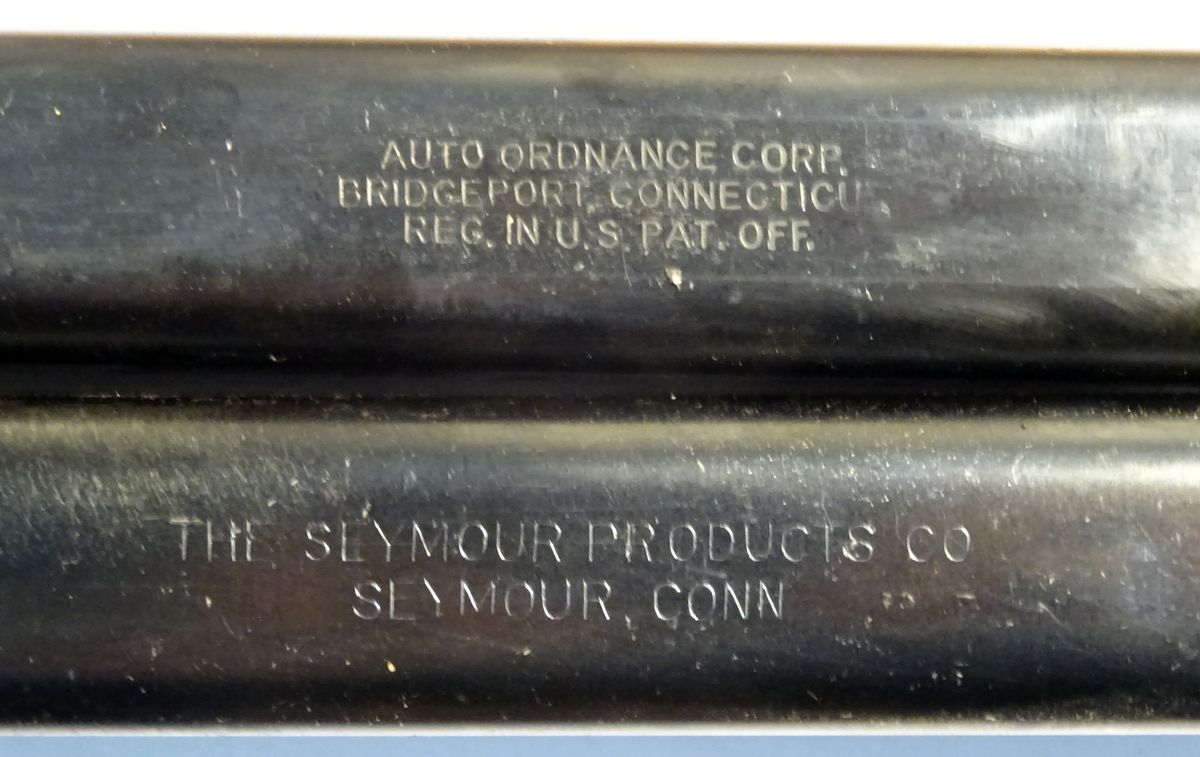 AUTO ORDNANCE CORP.
BRIDGEPORT, CONNECTICU
REG. IN U.S. PAT. OFF.
THE SEYMOUR PRODUCTS CO
SEYMOUR, CONN